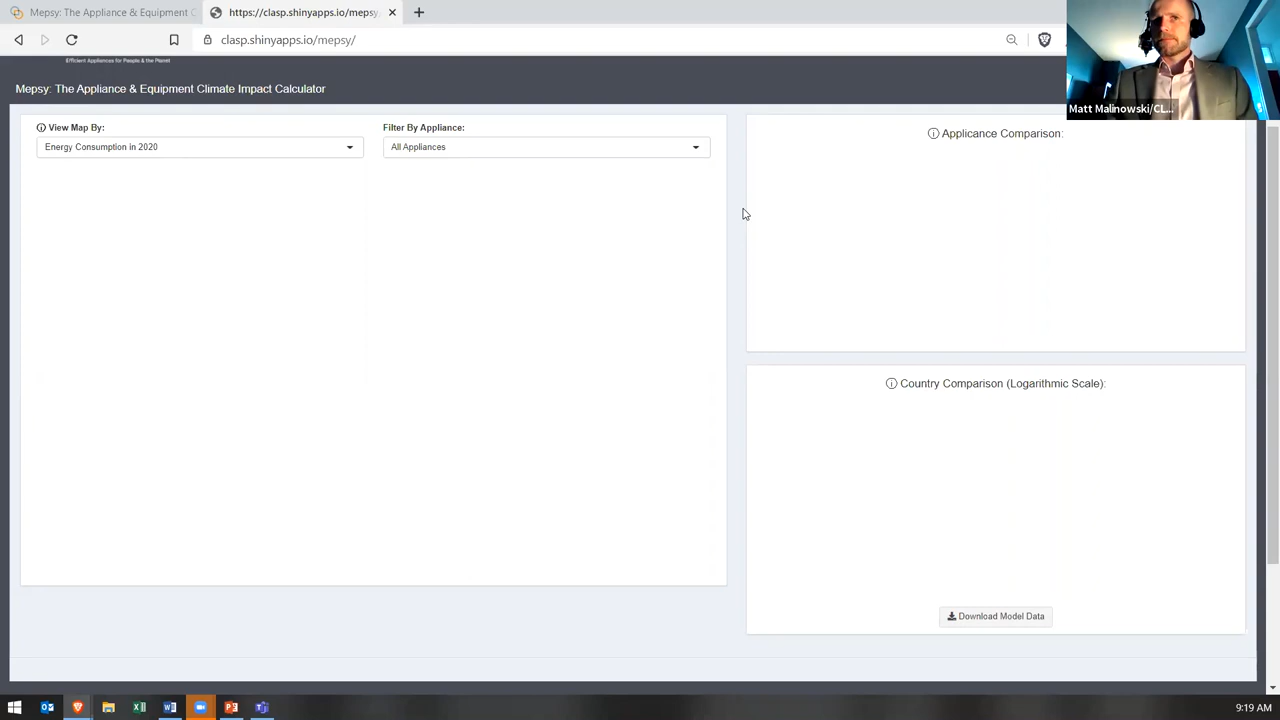 Mepsy: The Appliance & Equipment C
https://clasp.shinyapps.io/mepsy
clasp.shinyapps.io/mepsy/
Efficient Appliances for People & the Planet
Mepsy: The Appliance & Equipment Climate Impact Calculator
Matt Malinowski/CL...
View Map By:
Filter By Appliance:
Energy Consumption in 2020
All Appliances
Applicance Comparison:
Country Comparison (Logarithmic Scale):
Download Model Data
9:19 AM